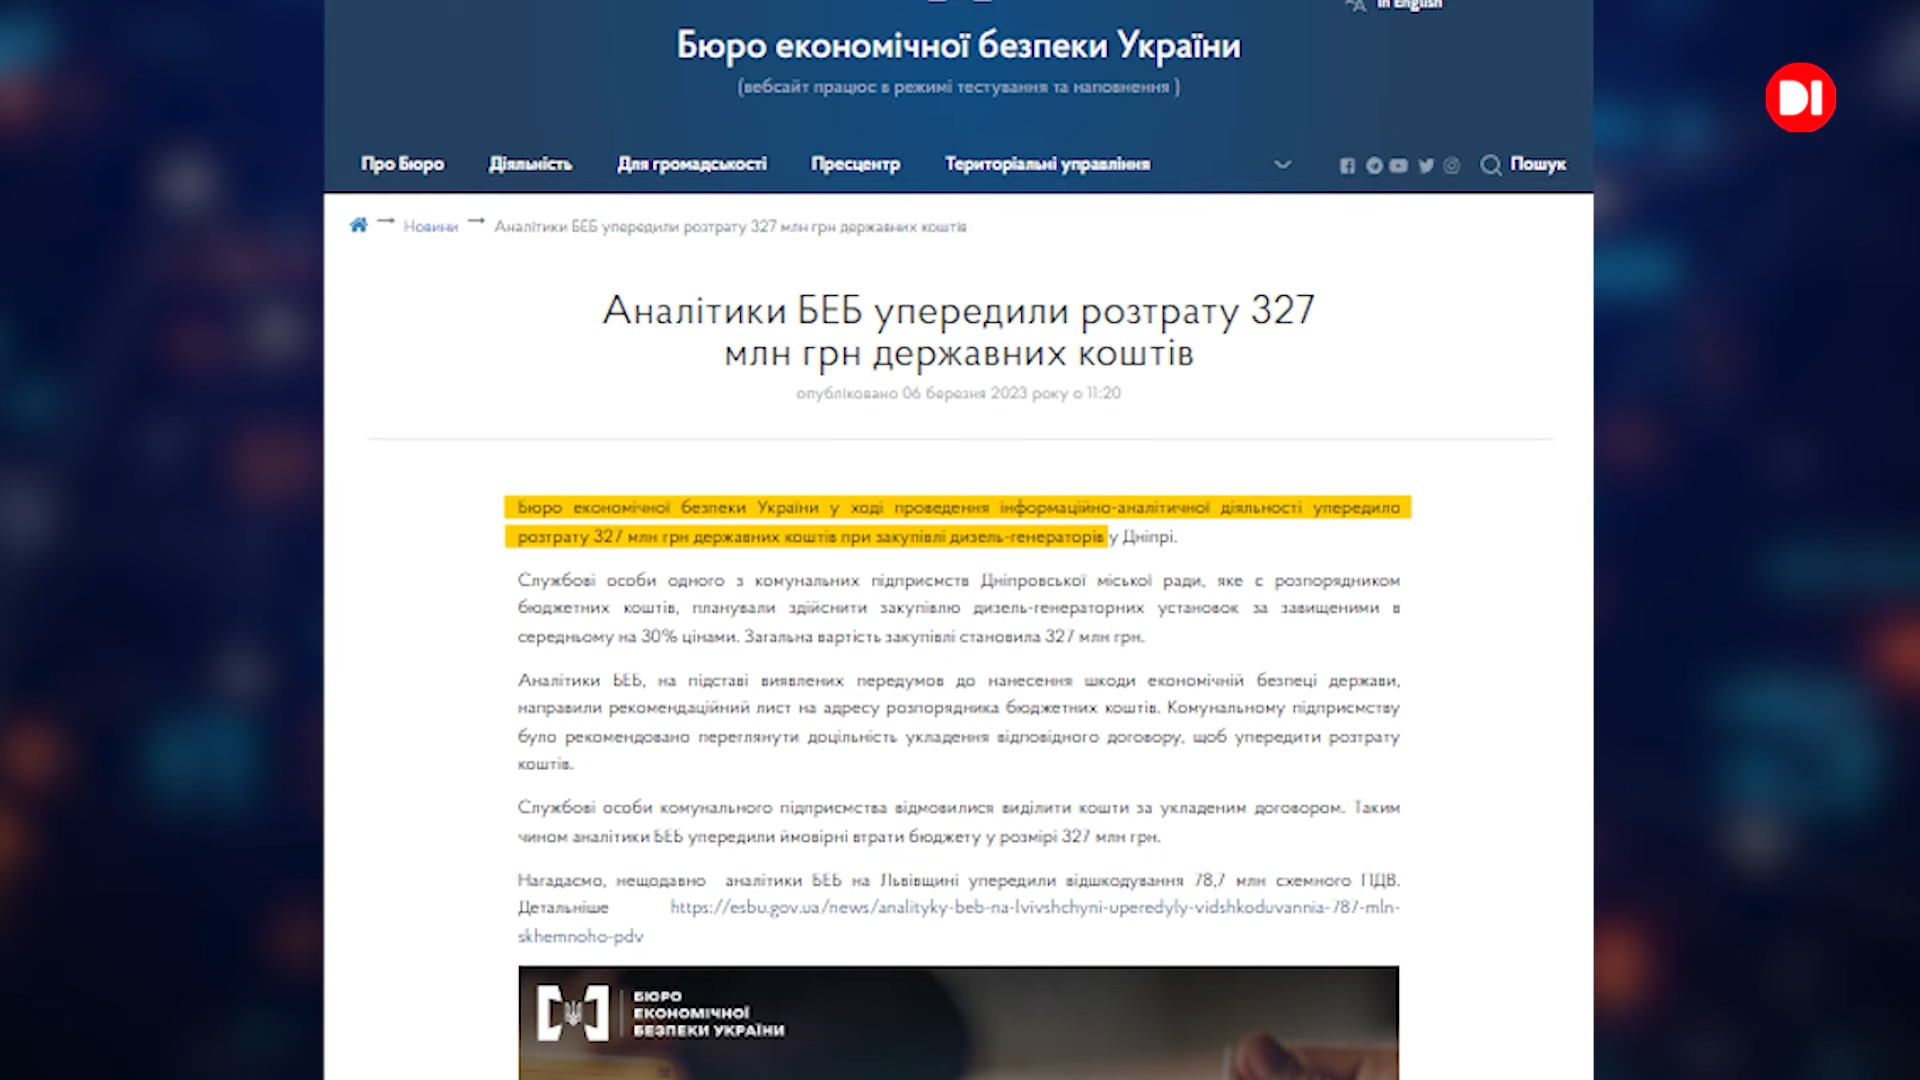 In English
Бюро економічної безпеки України
(вебсайт працює в режимі тестування та наповнення )
DI
Про Бюро Діяльність Для громадськості Пресцентр Територіальні управління Пошук
Новини → Аналітики БЕБ упередили розтрату 327 млн грн державних коштів
Аналітики БЕБ упередили розтрату 327
млн грн державних коштів
опубліковано 06 березня 2023 року о 11:20
Бюро економічної безпеки України у ході проведення інформаційно-аналітичної діяльності упередило
розтрату 327 млн грн державних коштів при закупівлі дизель-генераторів у Дніпрі.
Службові особи одного з комунальних підприємств Дніпровської міської ради, яке є розпорядником
бюджетних коштів, планували здійснити закупівлю дизель-генераторних установок за завищеними в
середньому на 30% цінами. Загальна вартість закупівлі становила 327 млн грн.
Аналітики БЕБ, на підставі виявлених передумов до нанесення шкоди економічній безпеці держави,
направили рекомендаційний лист на адресу розпорядника бюджетних коштів. Комунальному підприємству
було рекомендовано переглянути доцільність укладення відповідного договору, щоб упередити розтрату
коштів.
Службові особи комунального підприємства відмовилися виділити кошти за укладеним договором. Таким
чином аналітики БЕБ упередили ймовірні втрати бюджету у розмірі 327 млн грн.
Нагадаємо, нещодавно аналітики БЕБ на Львівщині упередили відшкодування 78,7 млн схемного ПДВ.
Детальніше https://esbu.gov.ua/news/analityky-beb-na-lvivshchyni-uperedyly-vidshkoduvannia-787-mln-
skhemnoho-pdv
БЮРО
ЕКОНОМІЧНОЇ
БЕЗПЕКИ УКРАЇНИ